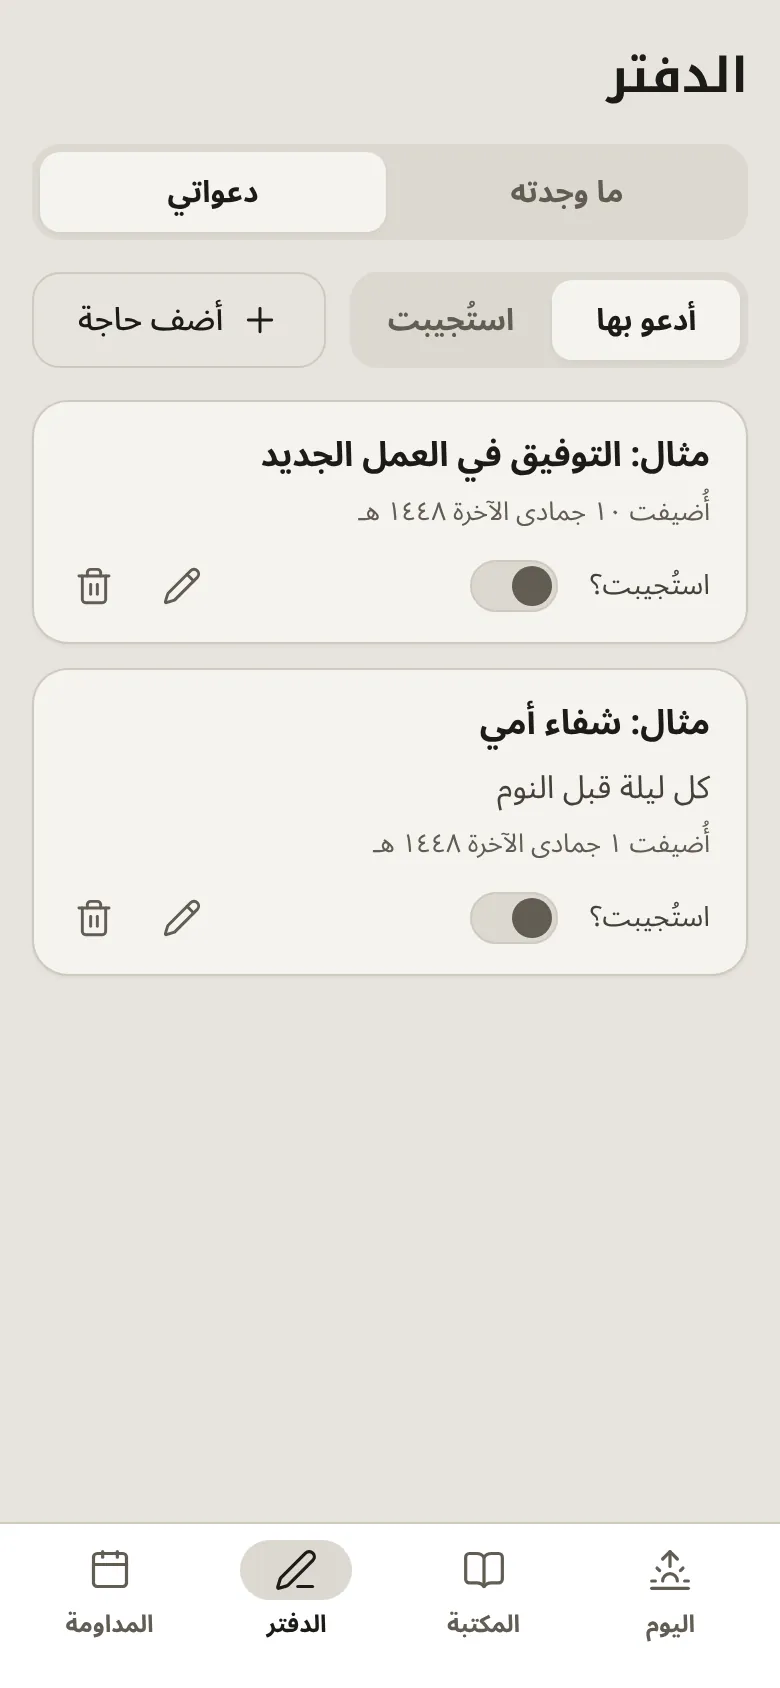 الدفتر
ما وجدته
دعواتي
أدعو بها
استُجيبت
أضف حاجة
مثال: التوفيق في العمل الجديد
أُضيفت ١٠ جمادى الآخرة ١٤٤٨ هـ
استُجيبت؟
مثال: شفاء أمي
كل ليلة قبل النوم
أُضيفت ١ جمادى الآخرة ١٤٤٨ هـ
استُجيبت؟
اليوم
المكتبة
الدفتر
المداومة